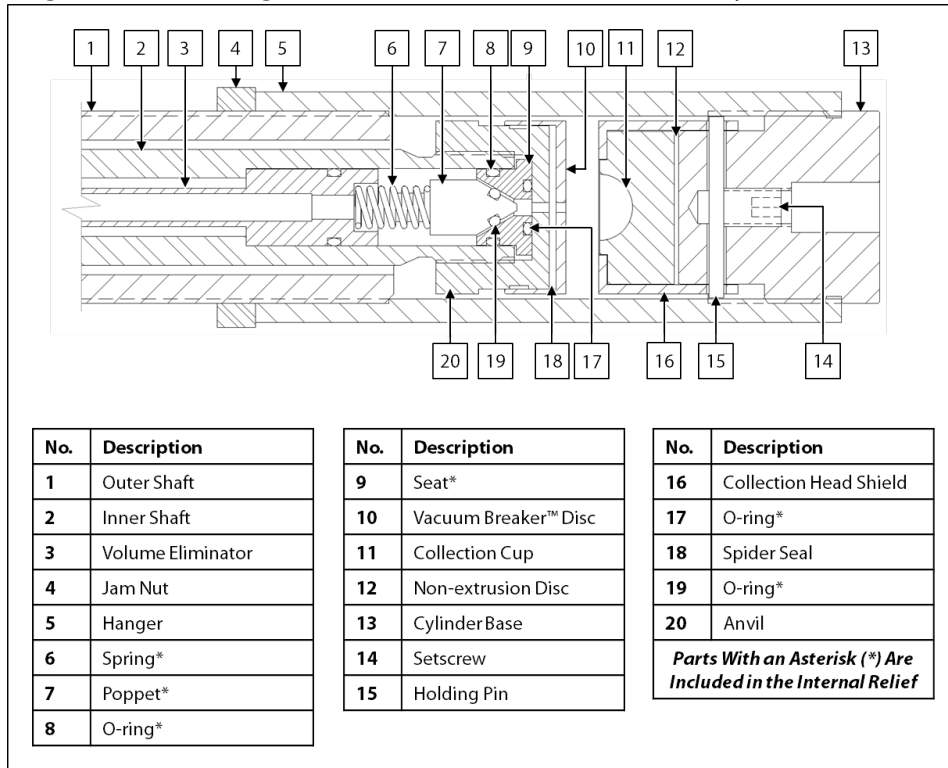 1 2 3 4 5 6 7 8 9 10 11 12 13
20 19 18 17 16 15 14
No. Description
1 Outer Shaft
2 Inner Shaft
3 Volume Eliminator
4 Jam Nut
5 Hanger
6 Spring*
7 Poppet*
8 O-ring*
No. Description
9 Seat*
10 Vacuum Breaker™ Disc
11 Collection Cup
12 Non-extrusion Disc
13 Cylinder Base
14 Setscrew
15 Holding Pin
No. Description
16 Collection Head Shield
17 O-ring*
18 Spider Seal
19 O-ring*
20 Anvil
Parts With an Asterisk (*) Are
Included in the Internal Relief